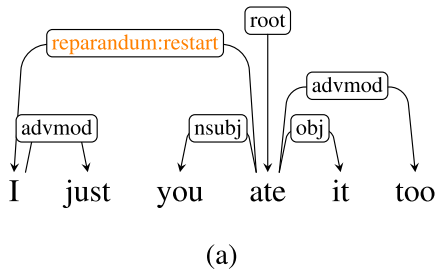 root
reparandum:restart
advmod
advmod nsubj obj
I just you ate it too
(a)